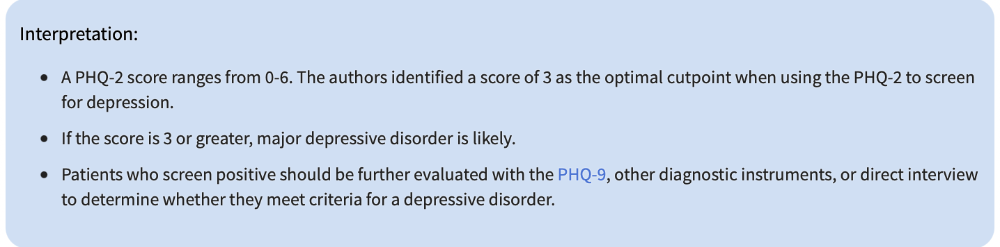 Interpretation:
• A PHQ-2 score ranges from 0-6. The authors identified a score of 3 as the optimal cutpoint when using the PHQ-2 to screen
for depression.
• If the score is 3 or greater, major depressive disorder is likely.
• Patients who screen positive should be further evaluated with the PHQ-9, other diagnostic instruments, or direct interview
to determine whether they meet criteria for a depressive disorder.